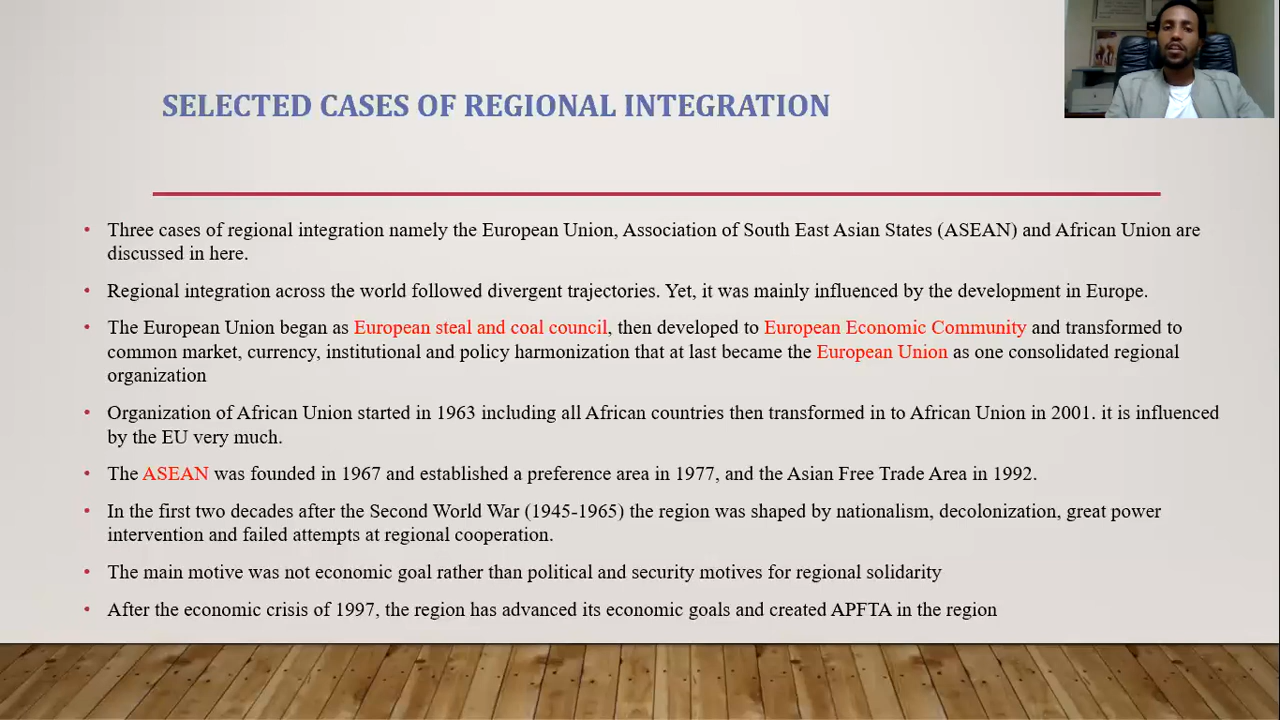 SELECTED CASES OF REGIONAL INTEGRATION
• Three cases of regional integration namely the European Union, Association of South East Asian States (ASEAN) and African Union are
discussed in here.
• Regional integration across the world followed divergent trajectories. Yet, it was mainly influenced by the development in Europe.
• The European Union began as European steal and coal council, then developed to European Economic Community and transformed to
common market, currency, institutional and policy harmonization that at last became the European Union as one consolidated regional
organization
• Organization of African Union started in 1963 including all African countries then transformed in to African Union in 2001. it is influenced
by the EU very much.
• The ASEAN was founded in 1967 and established a preference area in 1977, and the Asian Free Trade Area in 1992.
• In the first two decades after the Second World War (1945-1965) the region was shaped by nationalism, decolonization, great power
intervention and failed attempts at regional cooperation.
• The main motive was not economic goal rather than political and security motives for regional solidarity
• After the economic crisis of 1997, the region has advanced its economic goals and created APFTA in the region